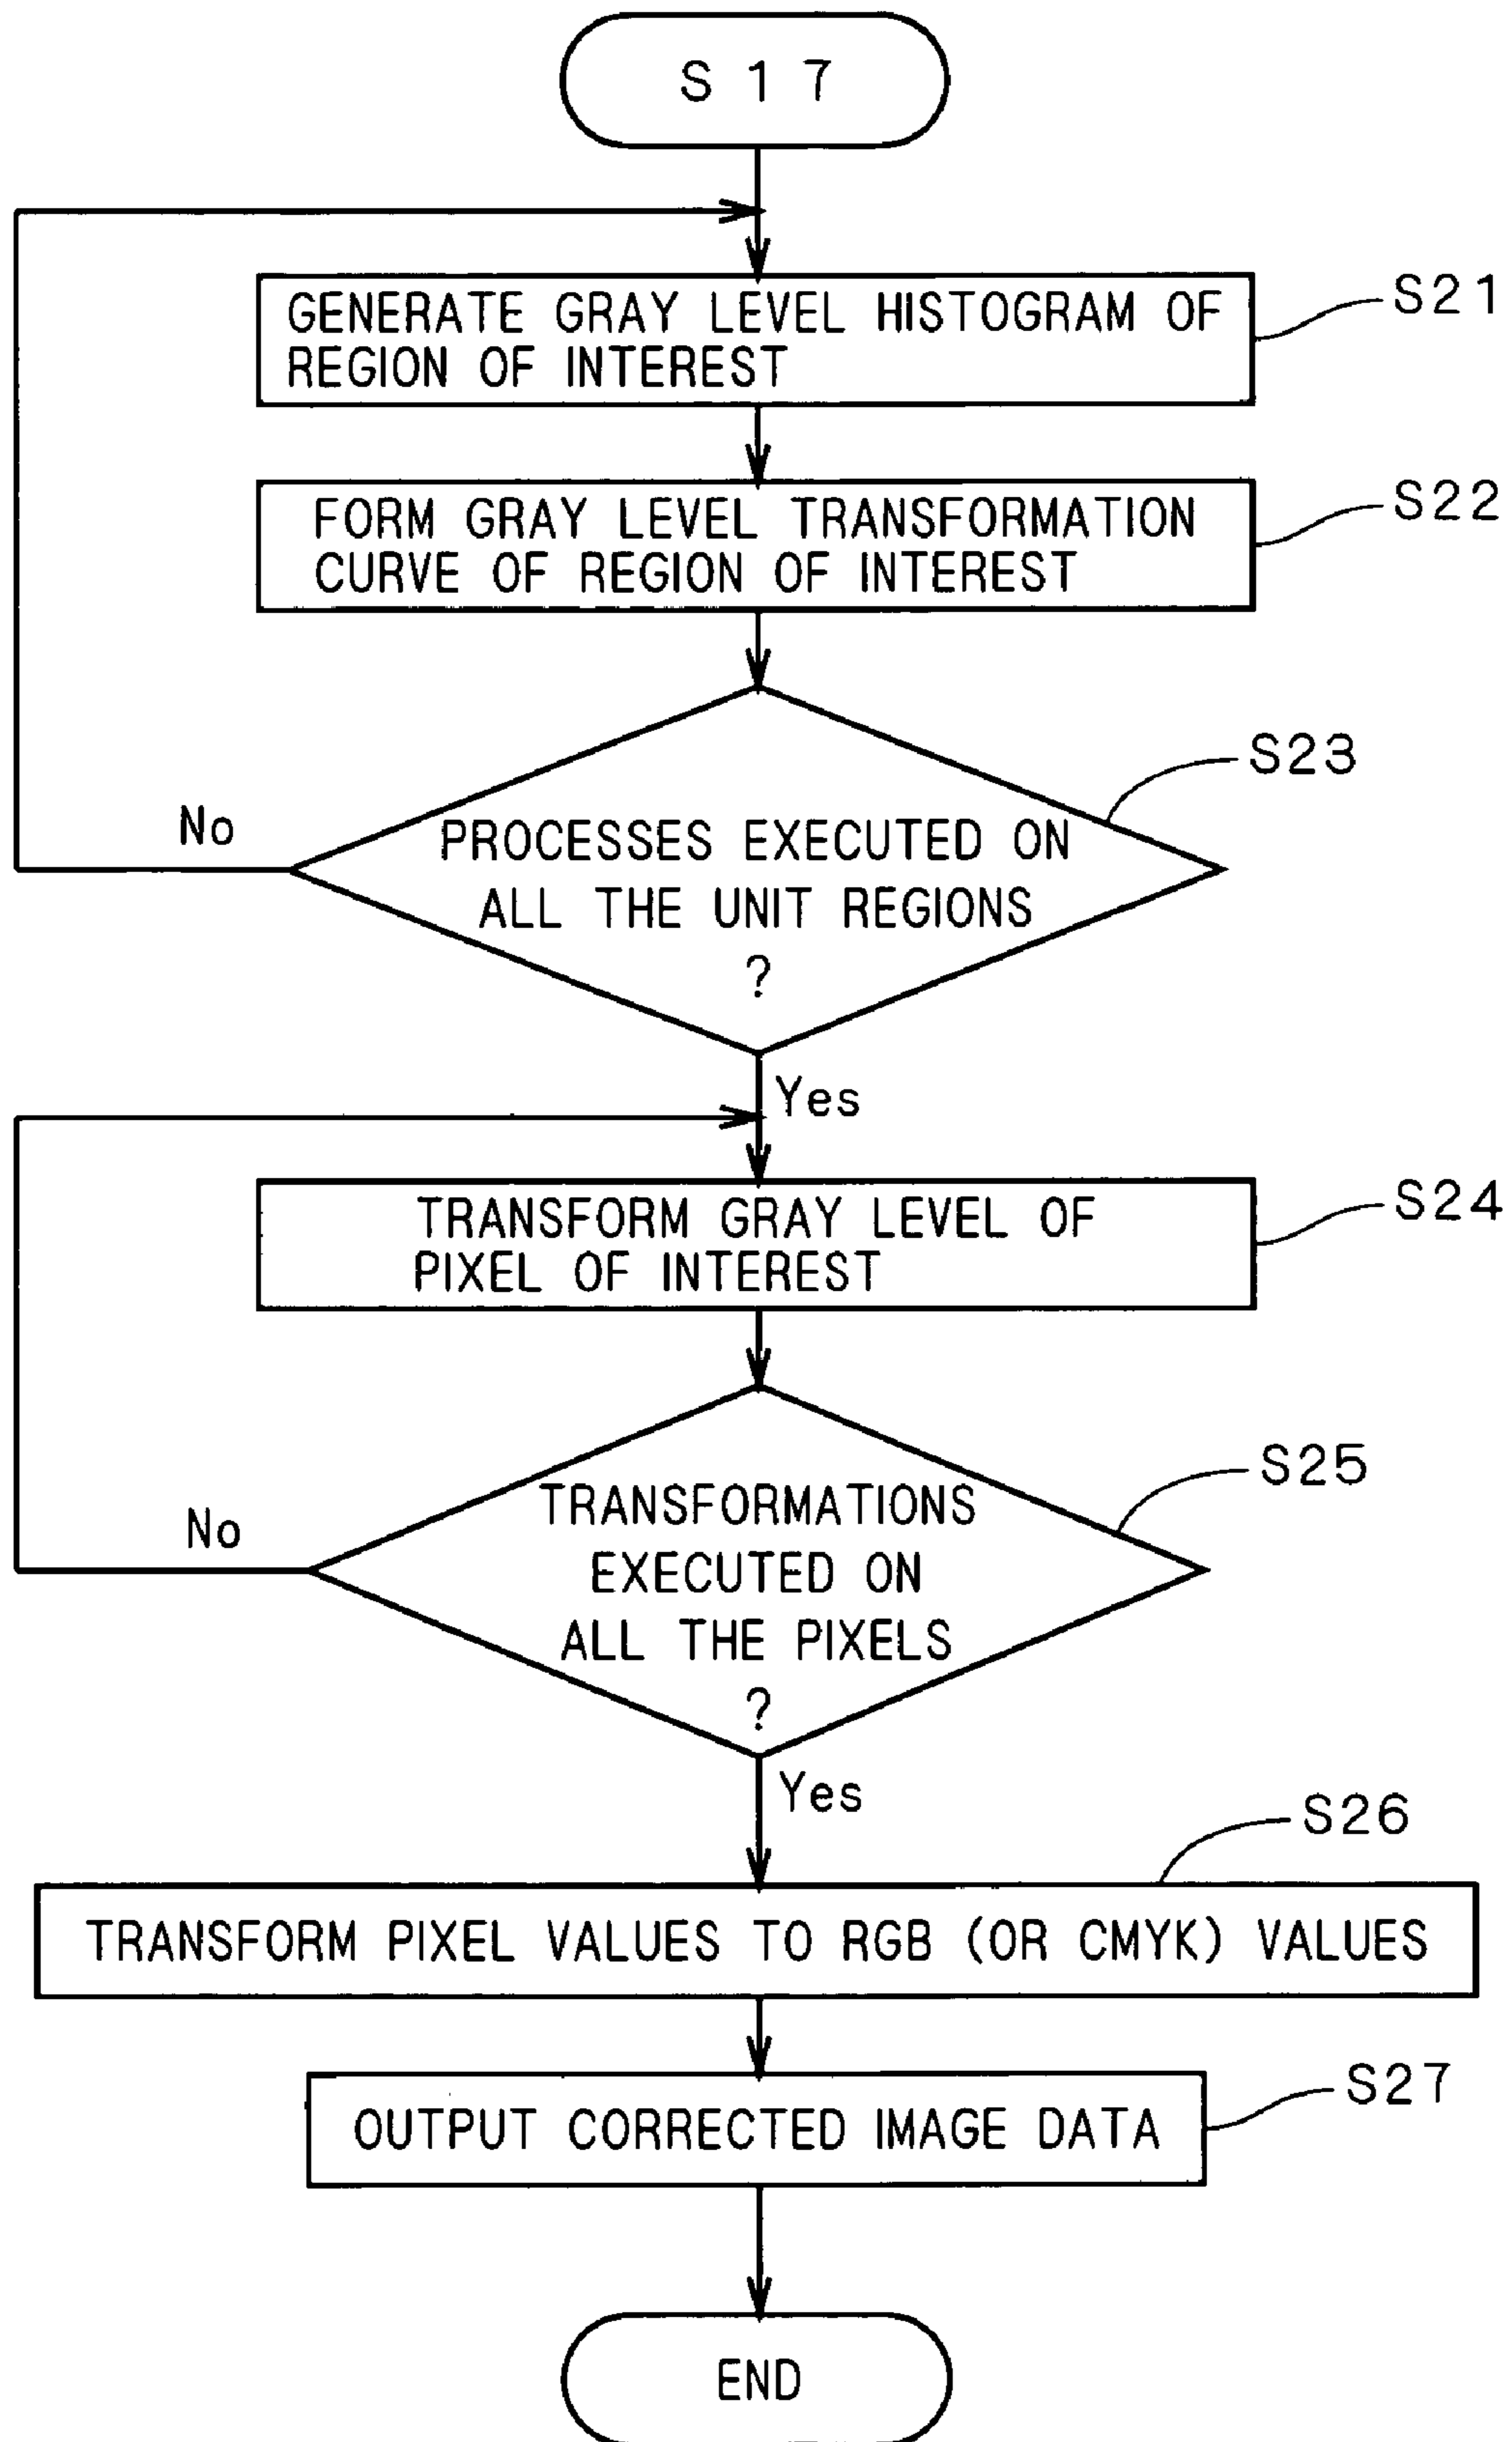 S 1 7
GENERATE GRAY LEVEL HISTOGRAM OF
REGION OF INTEREST
S21
FORM GRAY LEVEL TRANSFORMATION
CURVE OF REGION OF INTEREST
S22
S23
No
PROCESSES EXECUTED ON
ALL THE UNIT REGIONS
?
Yes
TRANSFORM GRAY LEVEL OF
PIXEL OF INTEREST
S24
S25
No
TRANSFORMATIONS
EXECUTED ON
ALL THE PIXELS
?
Yes
S26
TRANSFORM PIXEL VALUES TO RGB (OR CMYK) VALUES
S27
OUTPUT CORRECTED IMAGE DATA
END